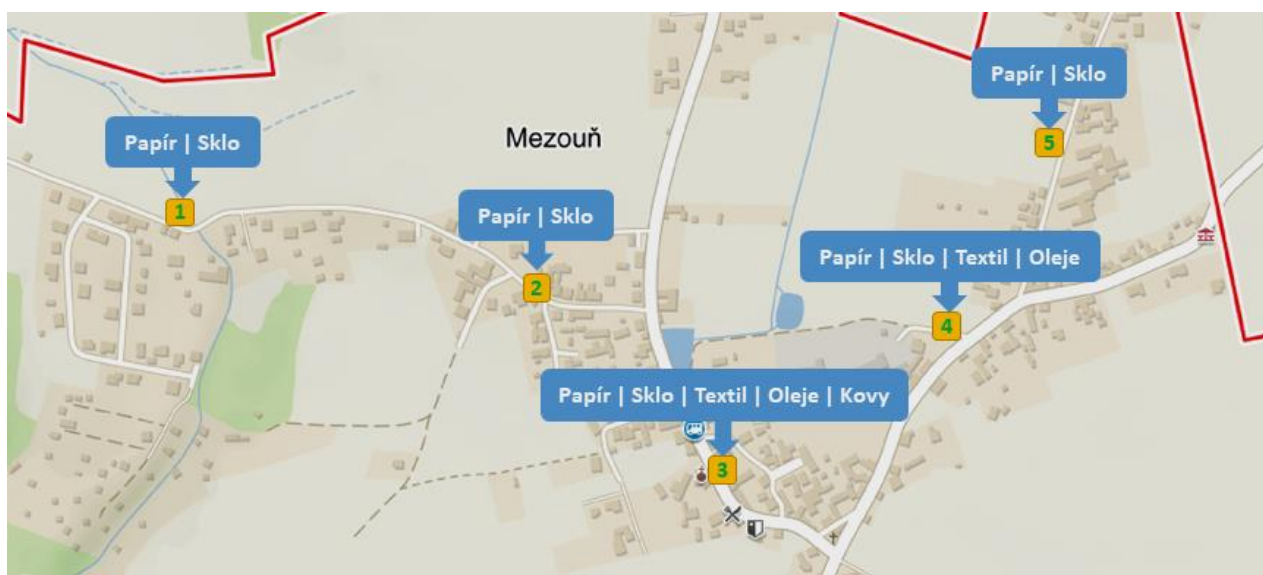 Papír | Sklo
5
Mezouň
Papír | Sklo
1
Papír | Sklo
2
Papír | Sklo | Textil | Oleje
4
Papír | Sklo | Textil | Oleje | Kovy
3